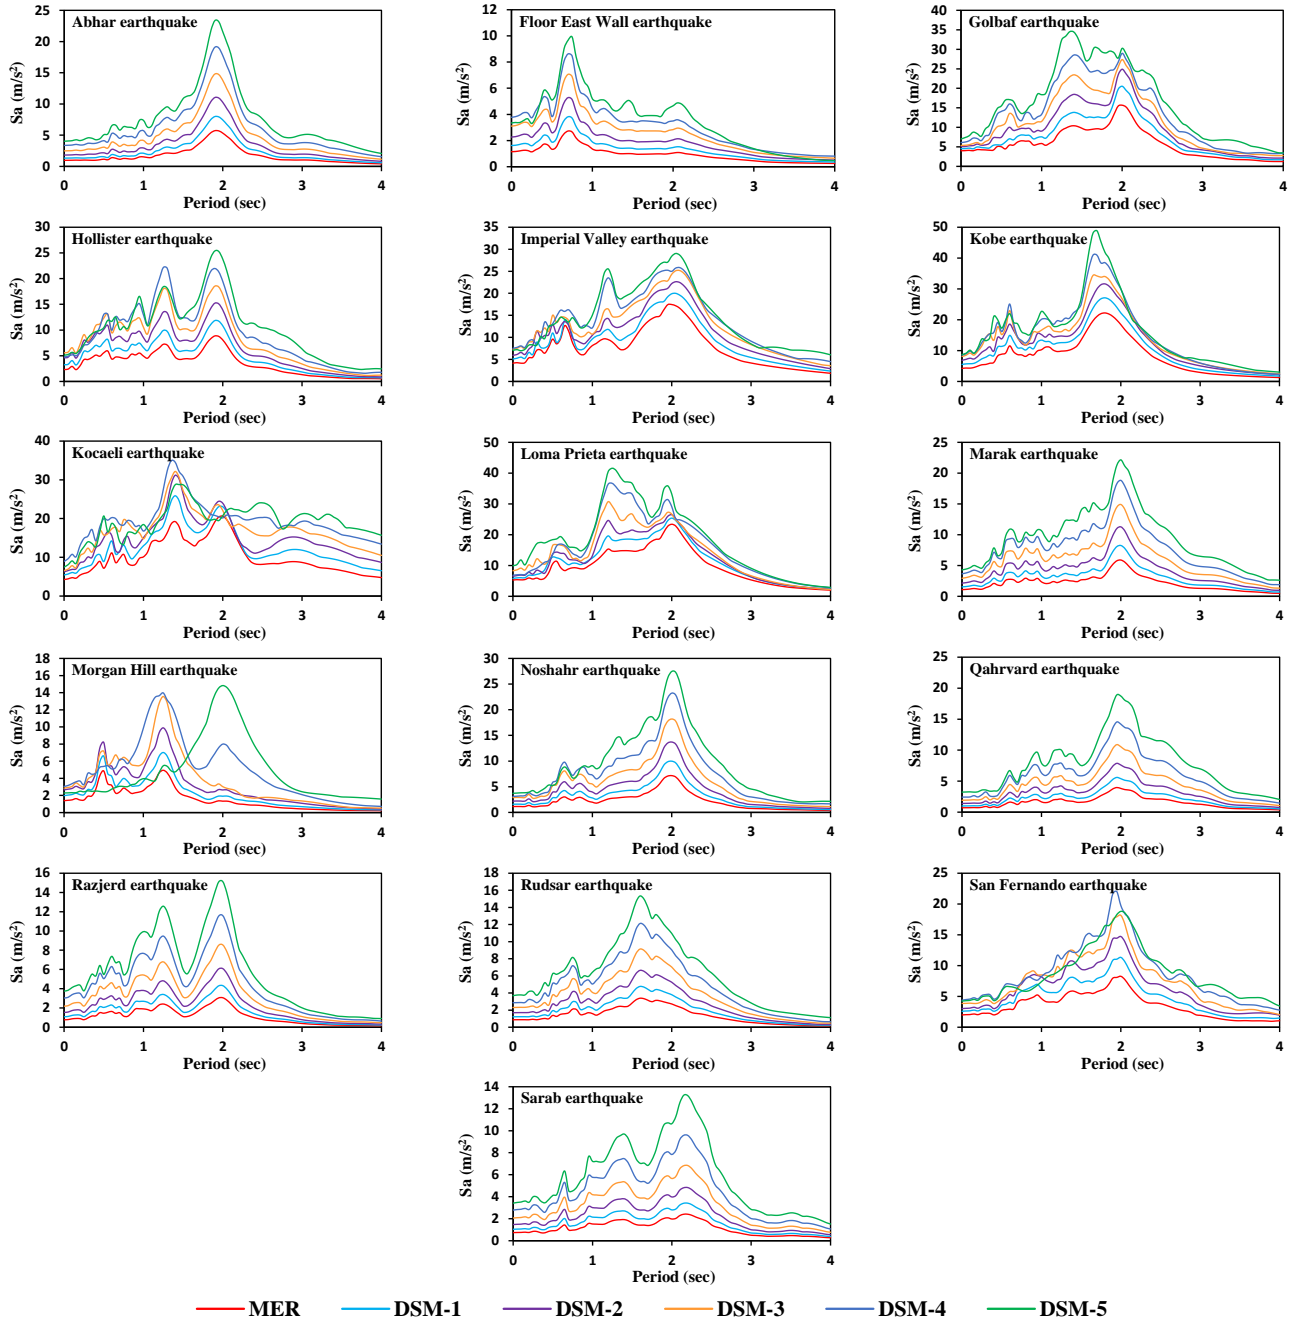 Abhar earthquake
Sa (m/s²)
25
20
15
10
5
0
0 1 2 3 4
Period (sec)
Floor East Wall earthquake
Sa (m/s²)
12
10
8
6
4
2
0
0 1 2 3 4
Period (sec)
Golbaf earthquake
Sa (m/s²)
40
35
30
25
20
15
10
5
0
0 1 2 3 4
Period (sec)
Hollister earthquake
Sa (m/s²)
30
25
20
15
10
5
0
0 1 2 3 4
Period (sec)
Imperial Valley earthquake
Sa (m/s²)
35
30
25
20
15
10
5
0
0 1 2 3 4
Period (sec)
Kobe earthquake
Sa (m/s²)
50
40
30
20
10
0
0 1 2 3 4
Period (sec)
Kocaeli earthquake
Sa (m/s²)
40
30
20
10
0
0 1 2 3 4
Period (sec)
Loma Prieta earthquake
Sa (m/s²)
50
40
30
20
10
0
0 1 2 3 4
Period (sec)
Marak earthquake
Sa (m/s²)
25
20
15
10
5
0
0 1 2 3 4
Period (sec)
Morgan Hill earthquake
Sa (m/s²)
18
16
14
12
10
8
6
4
2
0
0 1 2 3 4
Period (sec)
Noshahr earthquake
Sa (m/s²)
30
25
20
15
10
5
0
0 1 2 3 4
Period (sec)
Qahrvard earthquake
Sa (m/s²)
25
20
15
10
5
0
0 1 2 3 4
Period (sec)
Razjerd earthquake
Sa (m/s²)
16
14
12
10
8
6
4
2
0
0 1 2 3 4
Period (sec)
Rudsar earthquake
Sa (m/s²)
18
16
14
12
10
8
6
4
2
0
0 1 2 3 4
Period (sec)
San Fernando earthquake
Sa (m/s²)
25
20
15
10
5
0
0 1 2 3 4
Period (sec)
Sarab earthquake
Sa (m/s²)
14
12
10
8
6
4
2
0
0 1 2 3 4
Period (sec)
MER DSM-1 DSM-2 DSM-3 DSM-4 DSM-5